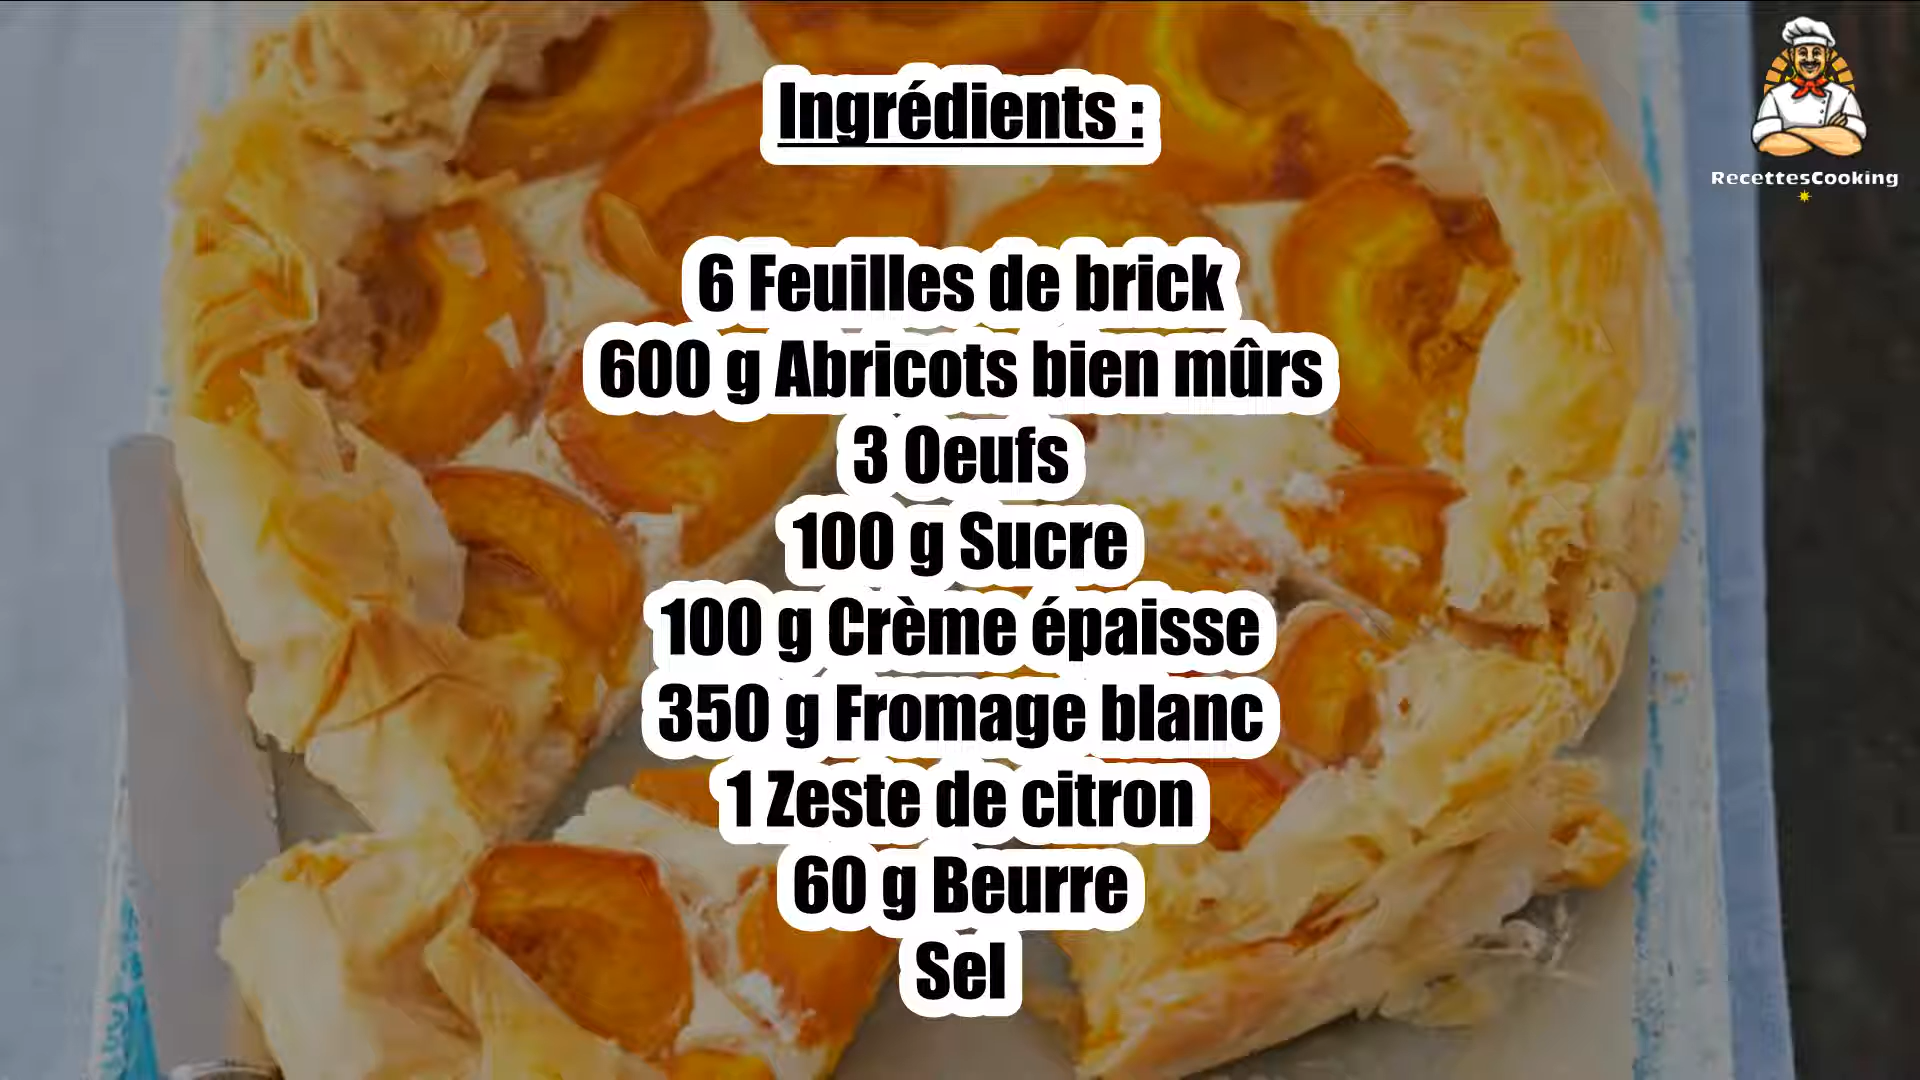 Ingrédients :
RecettesCooking
6 Feuilles de brick
600 g Abricots bien mûrs
3 Oeufs
100 g Sucre
100 g Crème épaisse
350 g Fromage blanc
1 Zeste de citron
60 g Beurre
Sel